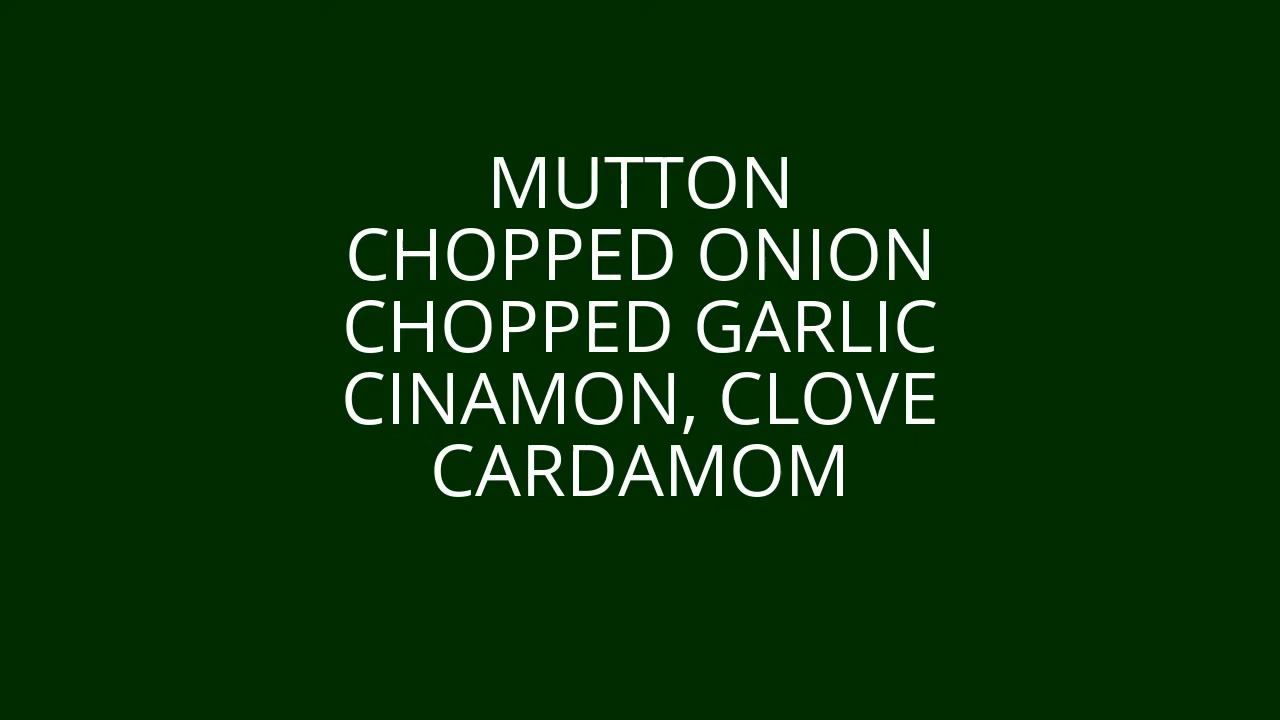 MUTTON
CHOPPED ONION
CHOPPED GARLIC
CINAMON, CLOVE
CARDAMOM